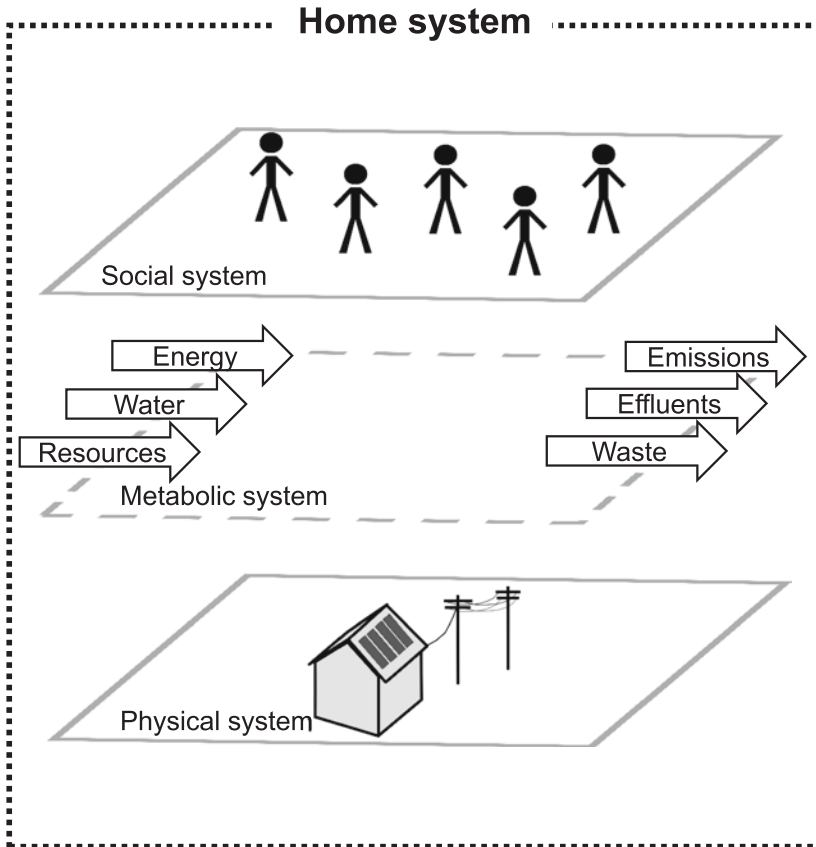 Home system
Social system
Energy
Emissions
Water
Effluents
Resources
Waste
Metabolic system
Physical system